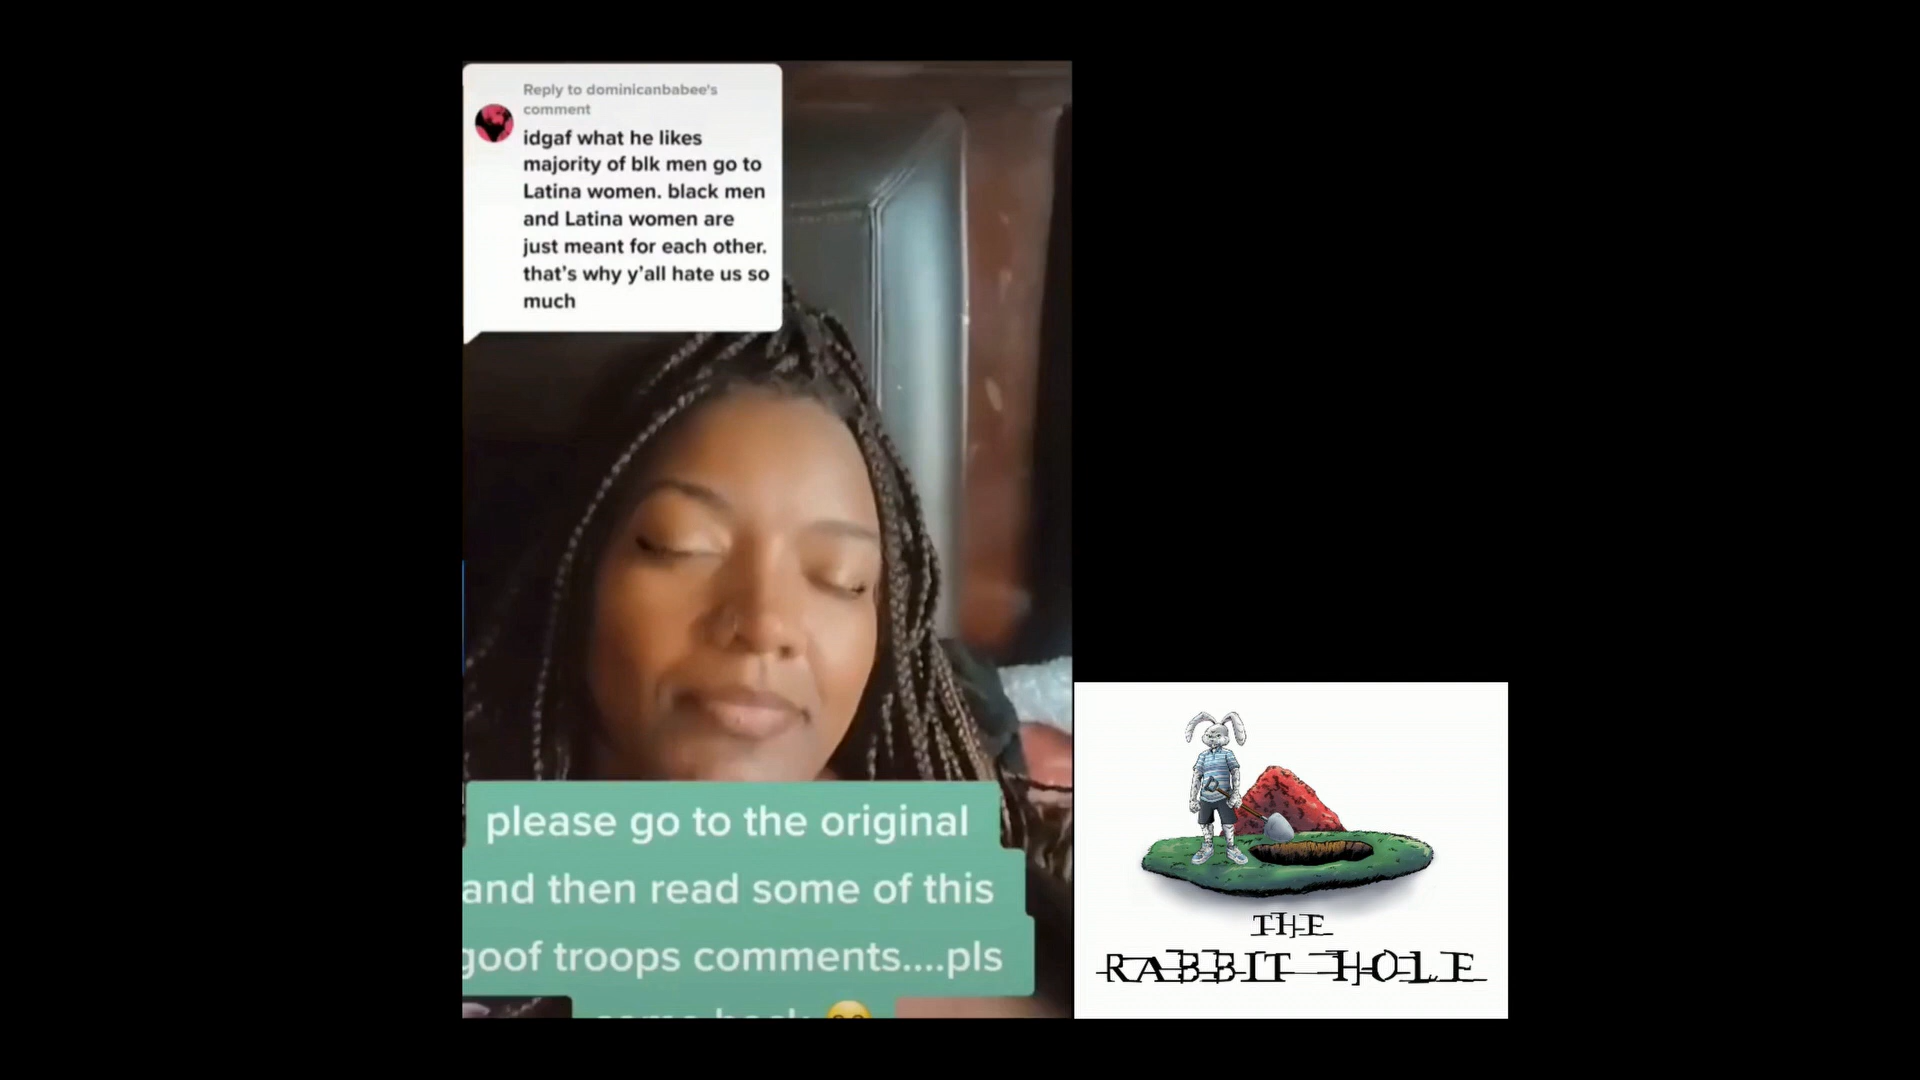 Reply to dominicanbabee's
comment
idgaf what he likes
majority of blk men go to
Latina women. black men
and Latina women are
just meant for each other.
that's why y'all hate us so
much
please go to the original
and then read some of this
goof troops comments....pls
THE
RABBIT HOLE